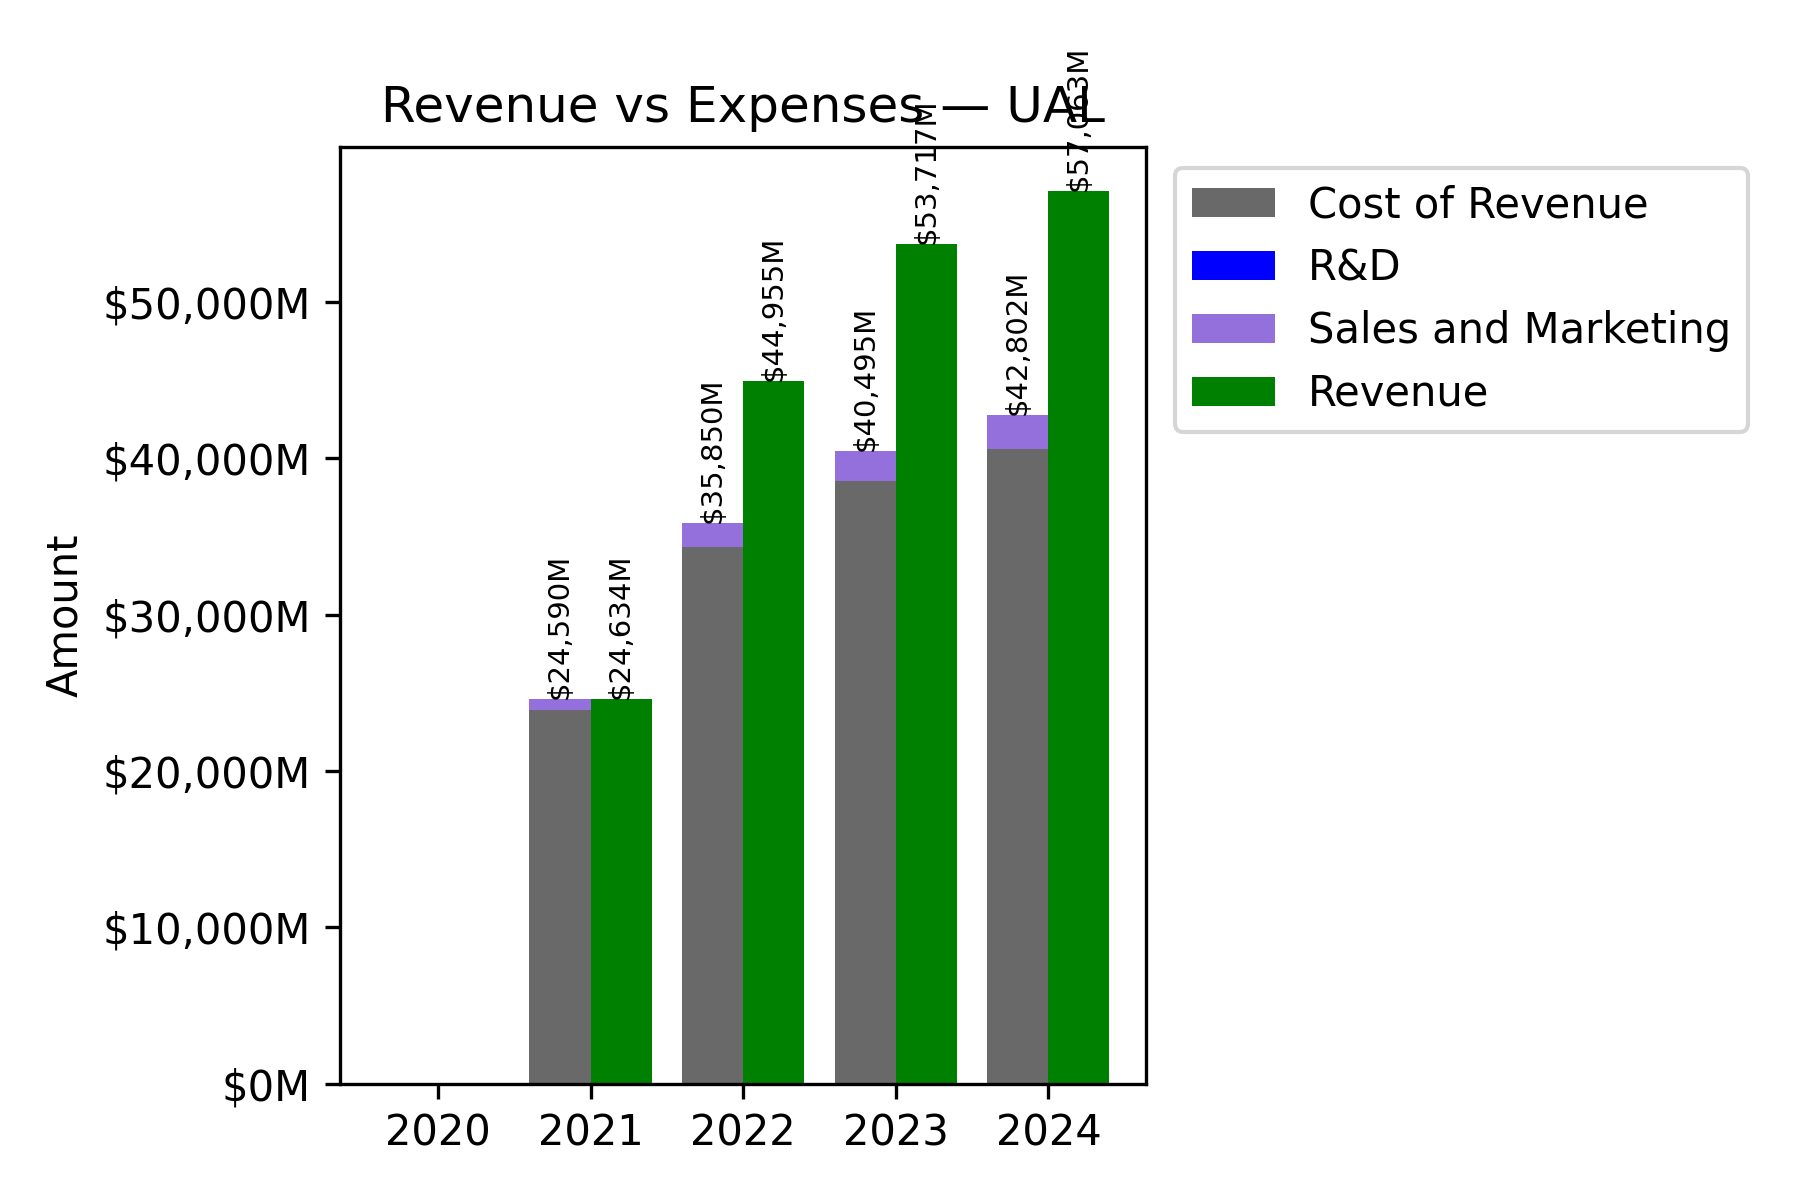 Revenue vs Expenses — UAL
Amount
$50,000M
$40,000M
$30,000M
$20,000M
$10,000M
$0M
$24,590M
$24,634M
$35,850M
$44,955M
$40,495M
$53,717M
$42,802M
$57,063M
2020
2021
2022
2023
2024
Cost of Revenue
R&D
Sales and Marketing
Revenue